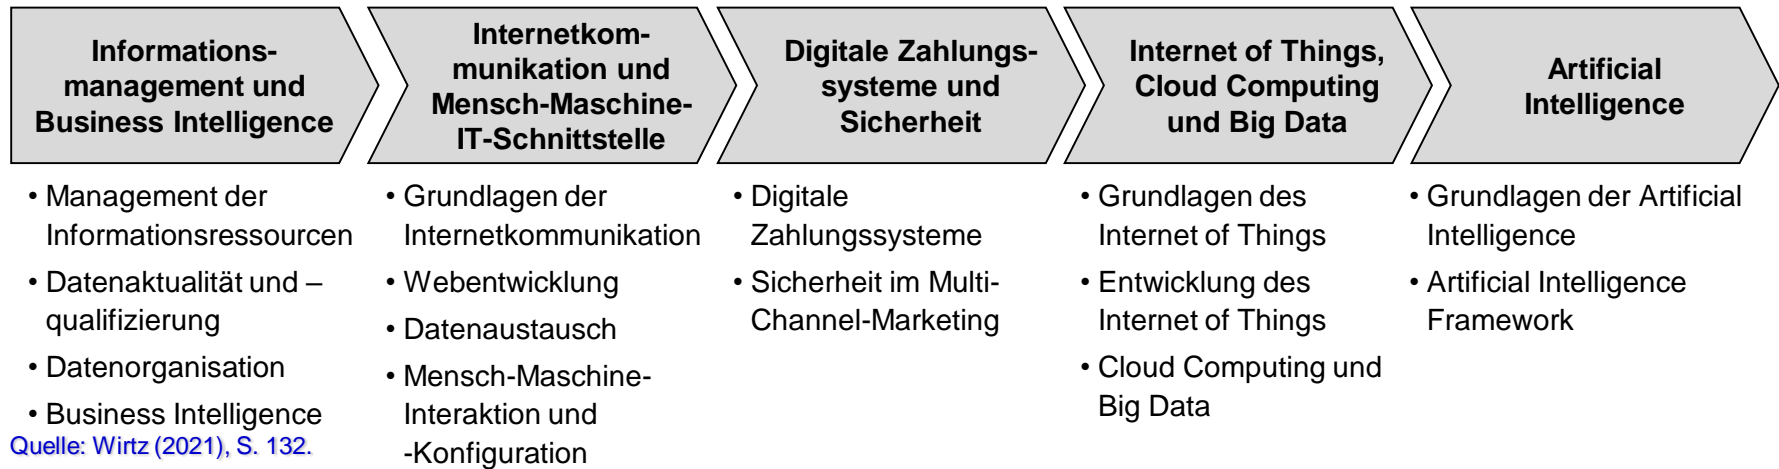 Informations-
management und
Business Intelligence
Internetkom-
munikation und
Mensch-Maschine-
IT-Schnittstelle
Digitale Zahlungs-
systeme und
Sicherheit
Internet of Things,
Cloud Computing
und Big Data
Artificial
Intelligence
• Management der
Informationsressourcen
• Datenaktualität und –
qualifizierung
• Datenorganisation
• Business Intelligence
• Grundlagen der
Internetkommunikation
• Webentwicklung
• Datenaustausch
• Mensch-Maschine-
Interaktion und
-Konfiguration
• Digitale
Zahlungssysteme
• Sicherheit im Multi-
Channel-Marketing
• Grundlagen des
Internet of Things
• Entwicklung des
Internet of Things
• Cloud Computing und
Big Data
• Grundlagen der Artificial
Intelligence
• Artificial Intelligence
Framework
Quelle: Wirtz (2021), S. 132.